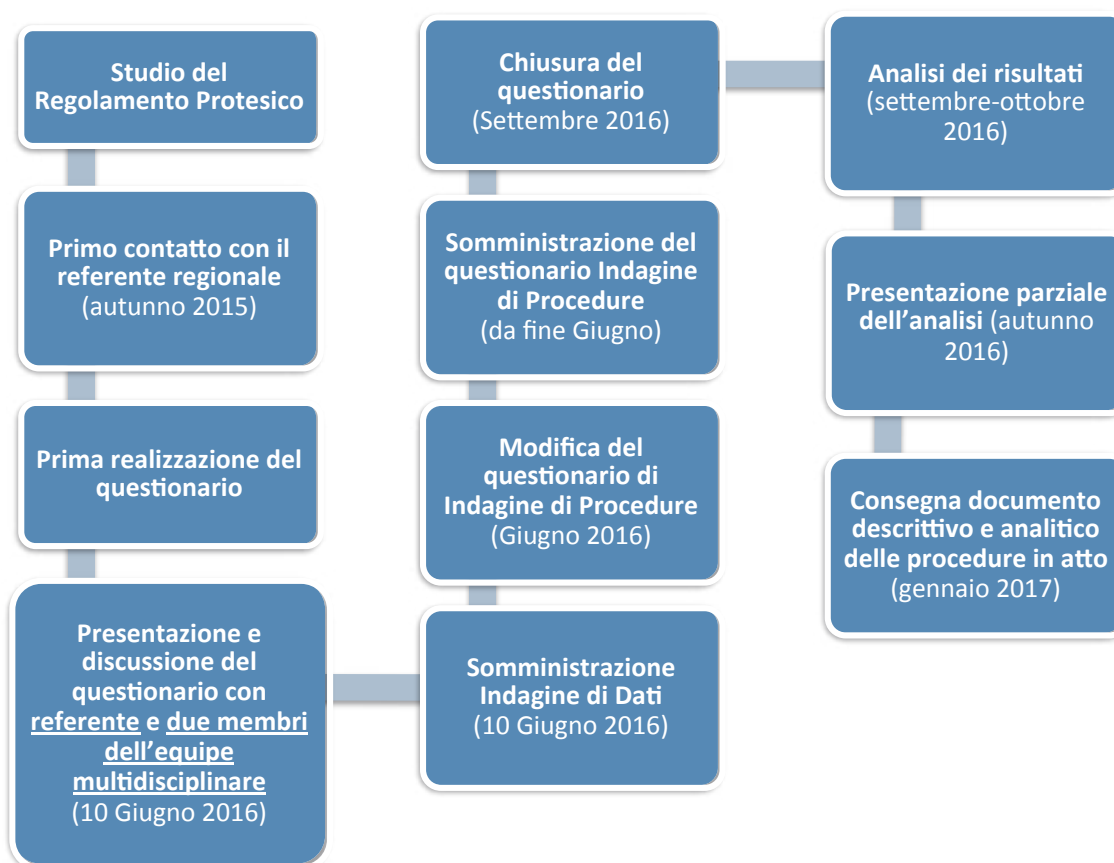 Studio del
Regolamento Protesico
Primo contatto con il
referente regionale
(autunno 2015)
Prima realizzazione del
questionario
Presentazione e
discussione del
questionario con
referente e due membri
dell'equipe
multidisciplinare
(10 Giugno 2016)
Somministrazione
Indagine di Dati
(10 Giugno 2016)
Modifica del
questionario di
Indagine di Procedure
(Giugno 2016)
Somministrazione del
questionario Indagine
di Procedure
(da fine Giugno)
Chiusura del
questionario
(Settembre 2016)
Analisi dei risultati
(settembre-ottobre
2016)
Presentazione parziale
dell'analisi (autunno
2016)
Consegna documento
descrittivo e analitico
delle procedure in atto
(gennaio 2017)